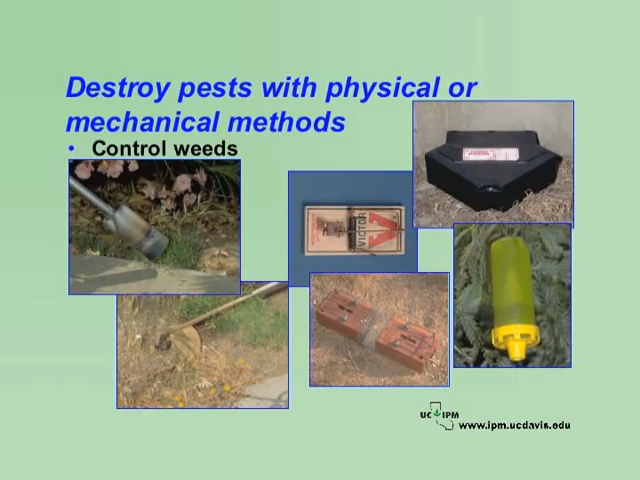 Destroy pests with physical or
mechanical methods
• Control weeds
VICTOR
UC IPM
www.ipm.ucdavis.edu